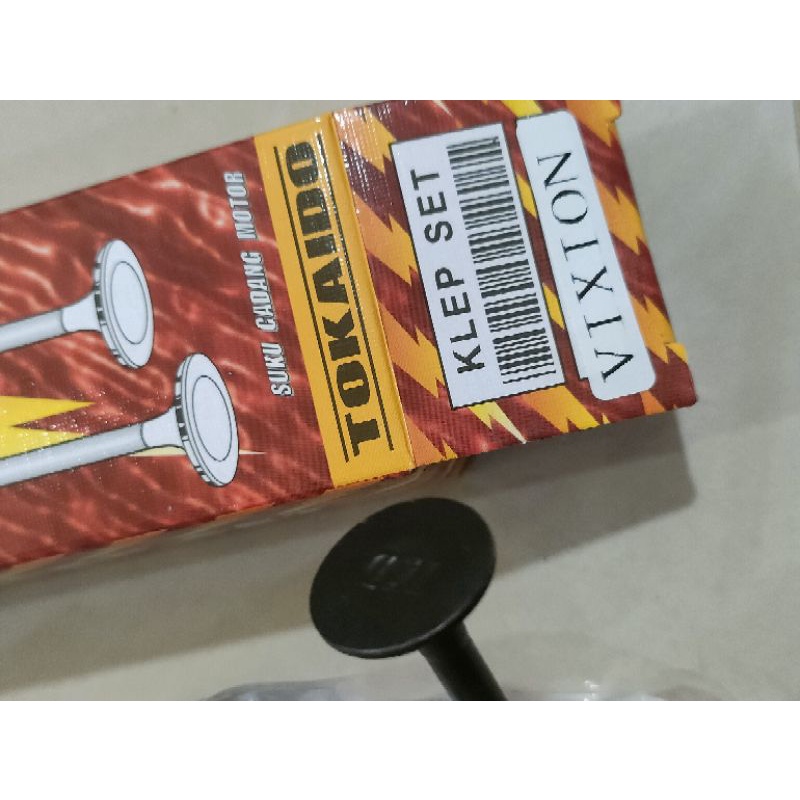 SUKU CADANG MOTOR
TOKAIDO
KLEP SET
VIXION